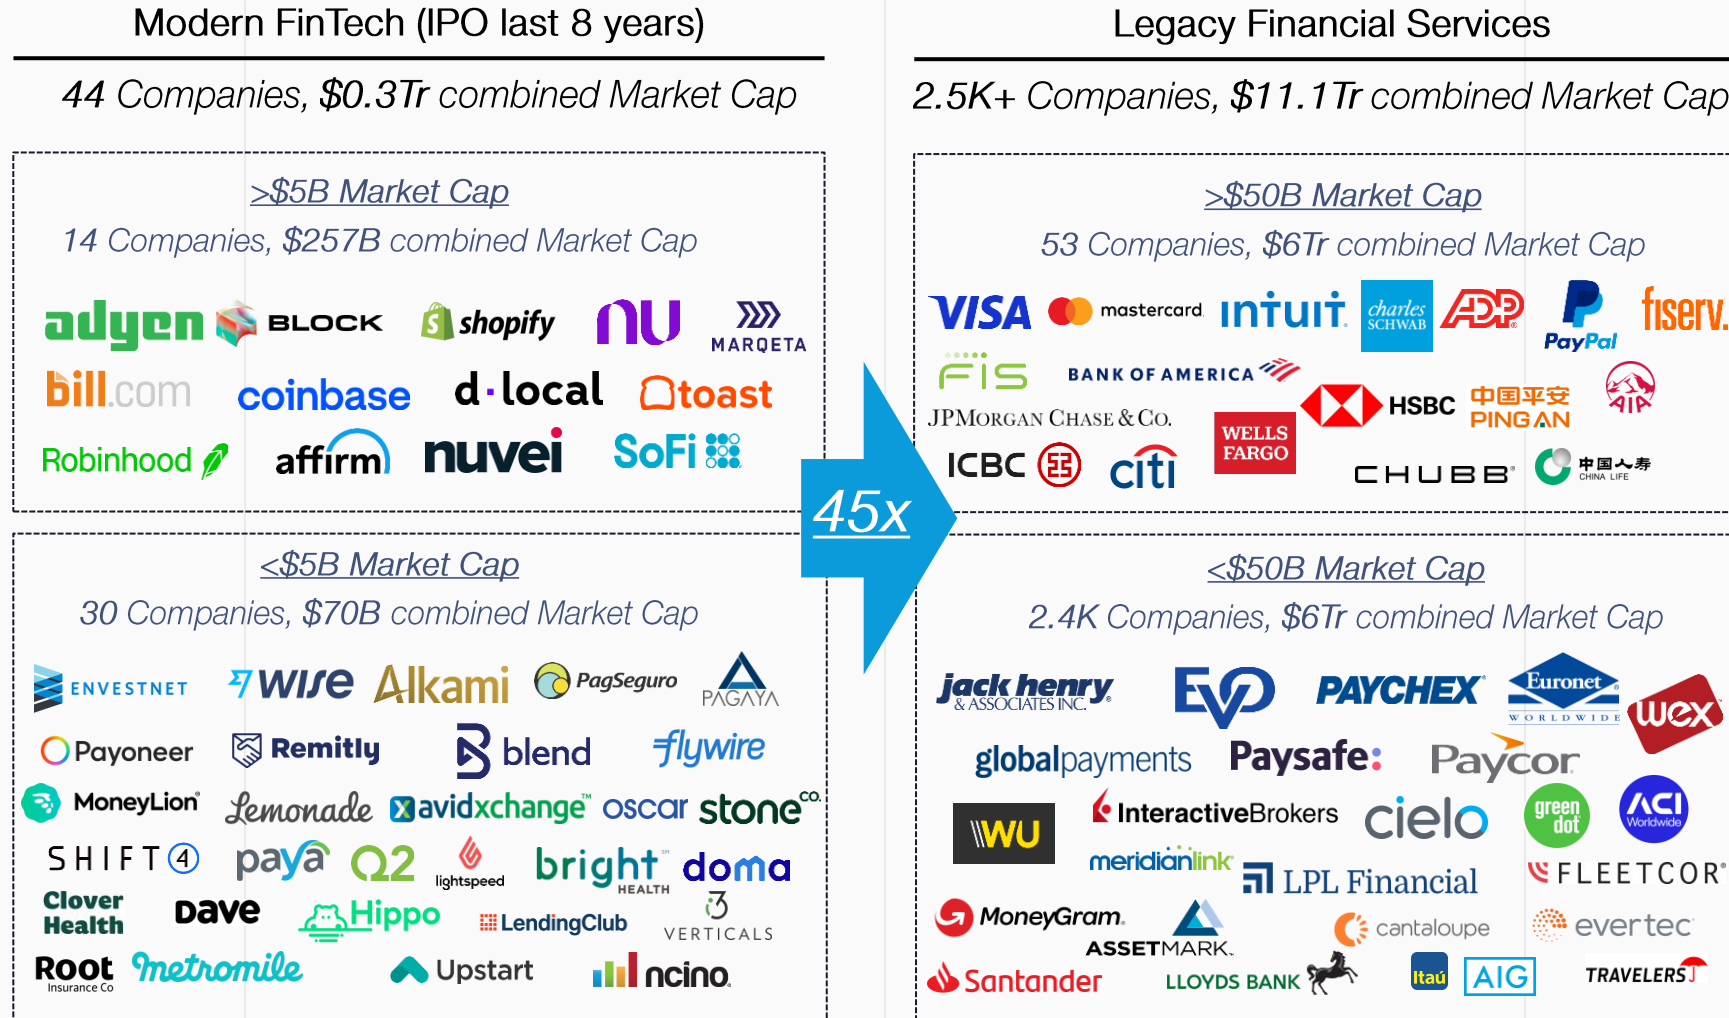 Modern FinTech (IPO last 8 years)
44 Companies, $0.3Tr combined Market Cap
>$5B Market Cap
14 Companies, $257B combined Market Cap
adyen
BLOCK
shopify
nu
MARQETA
bill.com
coinbase
d·local
toast
Robinhood
affirm
nuvei
SoFi
<$5B Market Cap
30 Companies, $70B combined Market Cap
ENVESTNET
WISE
Alkami
PagSeguro
PAGAYA
Payoneer
Remitly
blend
flywire
MoneyLion
Lemonade
avidxchange™
oscar
stone CO.
SHIFT 4
paya
Q2
lightspeed
bright HEALTH
doma
Clover Health
Dave
Hippo
LendingClub
i3 VERTICALS
ROOT Insurance Co
metromile
Upstart
ncino
45x
Legacy Financial Services
2.5K+ Companies, $11.1Tr combined Market Cap
>$50B Market Cap
53 Companies, $6Tr combined Market Cap
VISA
mastercard
intuit
charles SCHWAB
ADP
PayPal
fiserv.
FIS
BANK OF AMERICA
JPMORGAN CHASE & CO.
WELLS FARGO
HSBC
中国平安
PING AN
AIA
ICBC
citi
CHUBB®
中国人寿
CHINA LIFE
<$50B Market Cap
2.4K Companies, $6Tr combined Market Cap
jack henry
& ASSOCIATES INC.®
EVO
PAYCHEX
Euronet
WORLDWIDE
wex
globalpayments
Paysafe:
Paycor
WU
InteractiveBrokers
cielo
green dot
ACI Worldwide
meridianlink®
LPL Financial
FLEETCOR®
MoneyGram®
ASSETMARK
cantaloupe
evertec
Santander
LLOYDS BANK
Itaú
AIG
TRAVELERS